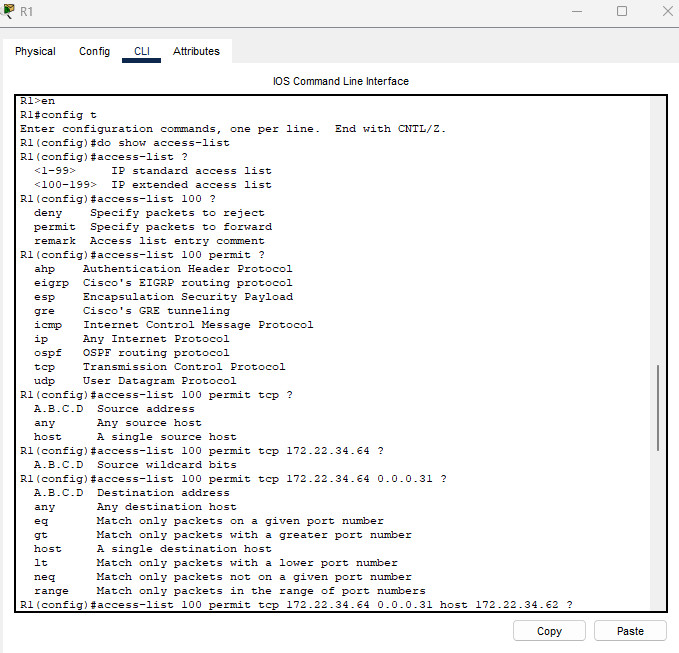 R1
Physical Config CLI Attributes
IOS Command Line Interface
R1>en
R1#config t
Enter configuration commands, one per line.  End with CNTL/Z.
R1(config)#do show access-list
R1(config)#access-list ?
  <1-99>     IP standard access list
  <100-199>  IP extended access list
R1(config)#access-list 100 ?
  deny    Specify packets to reject
  permit  Specify packets to forward
  remark  Access list entry comment
R1(config)#access-list 100 permit ?
  ahp    Authentication Header Protocol
  eigrp  Cisco's EIGRP routing protocol
  esp    Encapsulation Security Payload
  gre    Cisco's GRE tunneling
  icmp   Internet Control Message Protocol
  ip     Any Internet Protocol
  ospf   OSPF routing protocol
  tcp    Transmission Control Protocol
  udp    User Datagram Protocol
R1(config)#access-list 100 permit tcp ?
  A.B.C.D  Source address
  any      Any source host
  host     A single source host
R1(config)#access-list 100 permit tcp 172.22.34.64 ?
  A.B.C.D  Source wildcard bits
R1(config)#access-list 100 permit tcp 172.22.34.64 0.0.0.31 ?
  A.B.C.D  Destination address
  any      Any destination host
  eq       Match only packets on a given port number
  gt       Match only packets with a greater port number
  host     A single destination host
  lt       Match only packets with a lower port number
  neq      Match only packets not on a given port number
  range    Match only packets in the range of port numbers
R1(config)#access-list 100 permit tcp 172.22.34.64 0.0.0.31 host 172.22.34.62 ?
Copy Paste